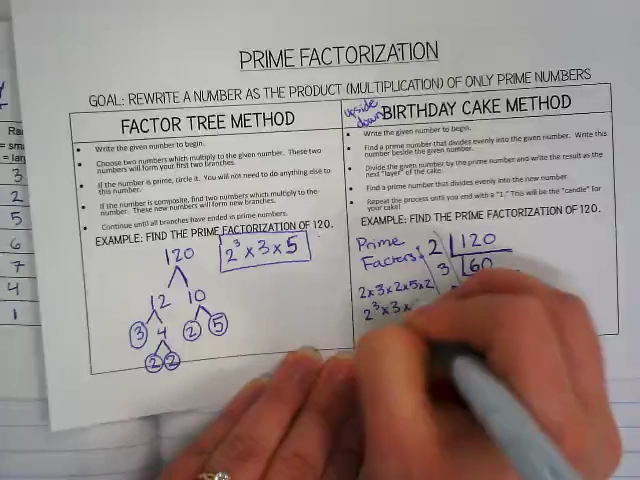 PRIME FACTORIZATION
GOAL: REWRITE A NUMBER AS THE PRODUCT (MULTIPLICATION) OF ONLY PRIME NUMBERS
FACTOR TREE METHOD
Write the given number to begin.
Choose two numbers which multiply to the given number. These two
numbers will form your first two branches.
If the number is prime, circle it. You will not need to do anything else to
this number.
If the number is composite, find two numbers which multiply to the
number. These new numbers will form new branches.
Continue until all branches have ended in prime numbers.
EXAMPLE: FIND THE PRIME FACTORIZATION OF 120.
120
2³ x 3 x 5
12 10
3 4 2 5
2 2
upside
down BIRTHDAY CAKE METHOD
Write the given number to begin.
Find a prime number that divides evenly into the given number. Write this
number beside the given number.
Divide the given number by the prime number and write the result as the
next "layer" of the cake.
Find a prime number that divides evenly into the new number.
Repeat the process until you end with a "1." This will be the "candle" for
your cake!
EXAMPLE: FIND THE PRIME FACTORIZATION OF 120.
Prime
Factors:
2 120
3 60
2x3x2x5x2
2³ x 3 x
3
2
5
6
7
4
1